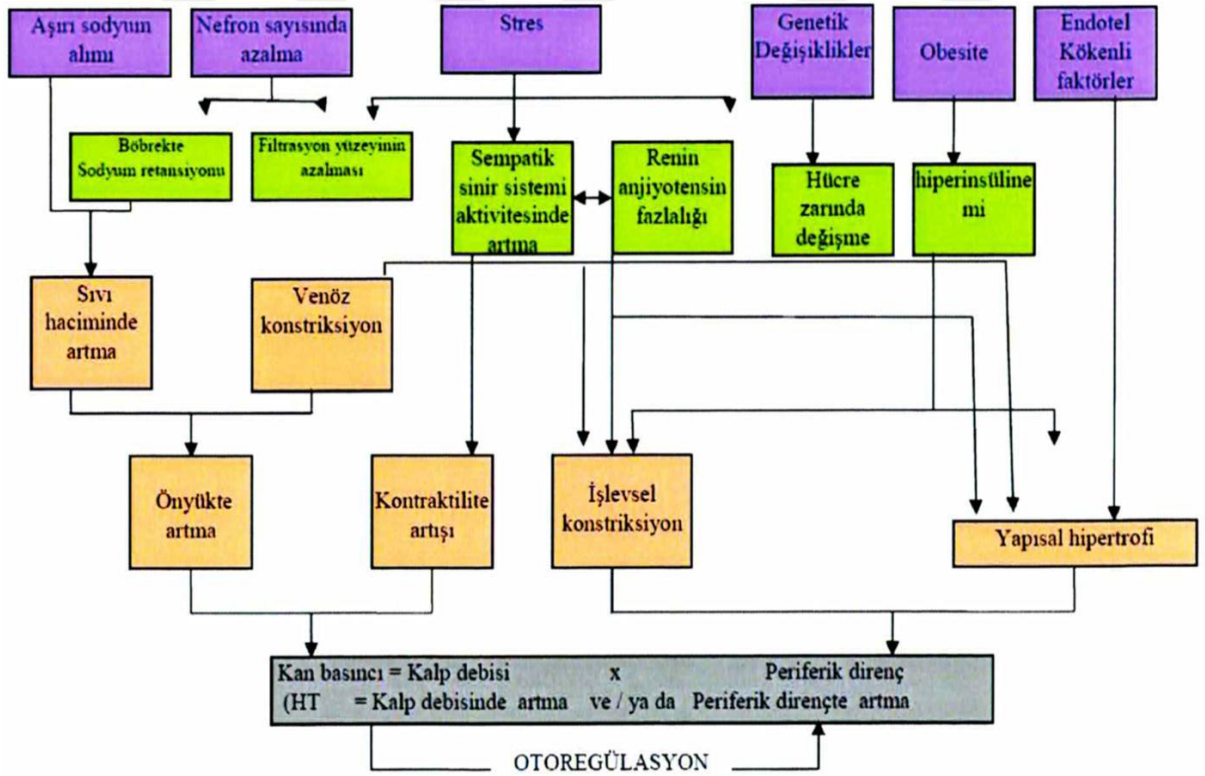 Aşırı sodyum
alımı
Nefron sayısında
azalma
Stres
Genetik
Değişiklikler
Obesite
Endotel
Kökenli
faktörler
Böbrekte
Sodyum retansiyonu
Filtrasyon yüzeyinin
azalması
Sempatik
sinir sistemi
aktivitesinde
artma
Renin
anjiyotensin
fazlalığı
Hücre
zarında
değişme
hiperinsüline
mi
Sıvı
haciminde
artma
Venöz
konstriksiyon
Önyükte
artma
Kontraktilite
artışı
İşlevsel
konstriksiyon
Yapısal hipertrofi
Kan basıncı = Kalp debisi x Periferik direnç
(HT = Kalp debisinde artma ve / ya da Periferik dirençte artma
OTOREGÜLASYON